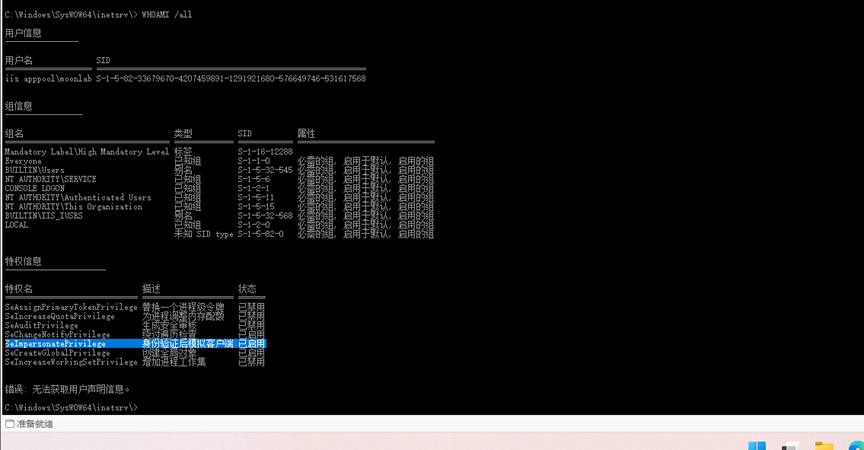 C:\Windows\SysWOW64\inetsrv\> WHOAMX /all
用户信息
用户名 SID
iis apppool\moonlab S-1-5-82-33679670-4207459891-1291921680-576649746-531617568
组信息
组名 类型 SID 属性
Mandatory Label\High Mandatory Level 标签 S-1-16-12288
Everyone 已知组 S-1-1-0 必需的组, 启用于默认, 启用的组
BUILTIN\Users 别名 S-1-5-32-545 必需的组, 启用于默认, 启用的组
NT AUTHORITY\SERVICE 已知组 S-1-5-6 必需的组, 启用于默认, 启用的组
CONSOLE LOGON 已知组 S-1-2-1 必需的组, 启用于默认, 启用的组
NT AUTHORITY\Authenticated Users 已知组 S-1-5-11 必需的组, 启用于默认, 启用的组
NT AUTHORITY\This Organization 已知组 S-1-5-15 必需的组, 启用于默认, 启用的组
BUILTIN\IIS_IUSRS 别名 S-1-5-32-568 必需的组, 启用于默认, 启用的组
LOCAL 已知组 S-1-2-0 必需的组, 启用于默认, 启用的组
未知 SID type S-1-5-82-0 必需的组, 启用于默认, 启用的组
特权信息
特权名 描述 状态
SeAssignPrimaryTokenPrivilege 替换一个进程级令牌 已禁用
SeIncreaseQuotaPrivilege 为进程调整内存配额 已禁用
SeAuditPrivilege 生成安全审核 已禁用
SeChangeNotifyPrivilege 绕过遍历检查 已启用
SeImpersonatePrivilege 身份验证后模拟客户端 已启用
SeCreateGlobalPrivilege 创建全局对象 已启用
SeIncreaseWorkingSetPrivilege 增加进程工作集 已禁用
错误: 无法获取用户声明信息。
C:\Windows\SysWOW64\inetsrv\>
准备就绪